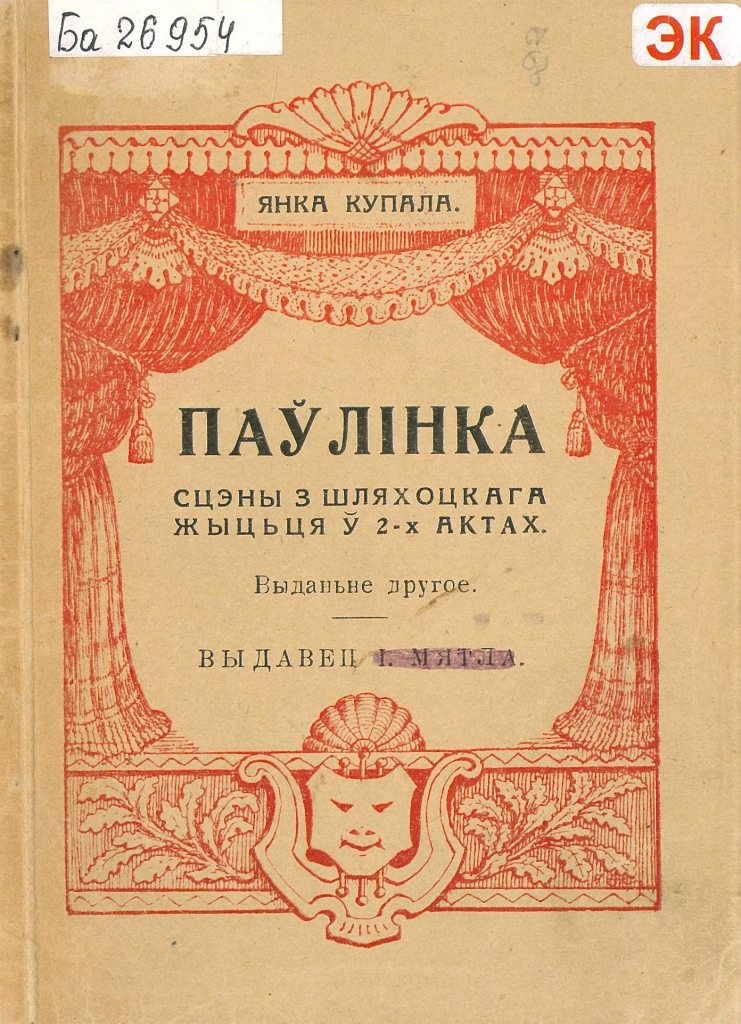 Ба 26954
ЭК
ЯНКА КУПАЛА.
ПАЎЛІНКА
СЦЭНЫ З ШЛЯХОЦКАГА
ЖЫЦЬЦЯ Ў 2-х АКТАХ.
Выданьне другое.
ВЫДАВЕЦ І. МЯТЛА.